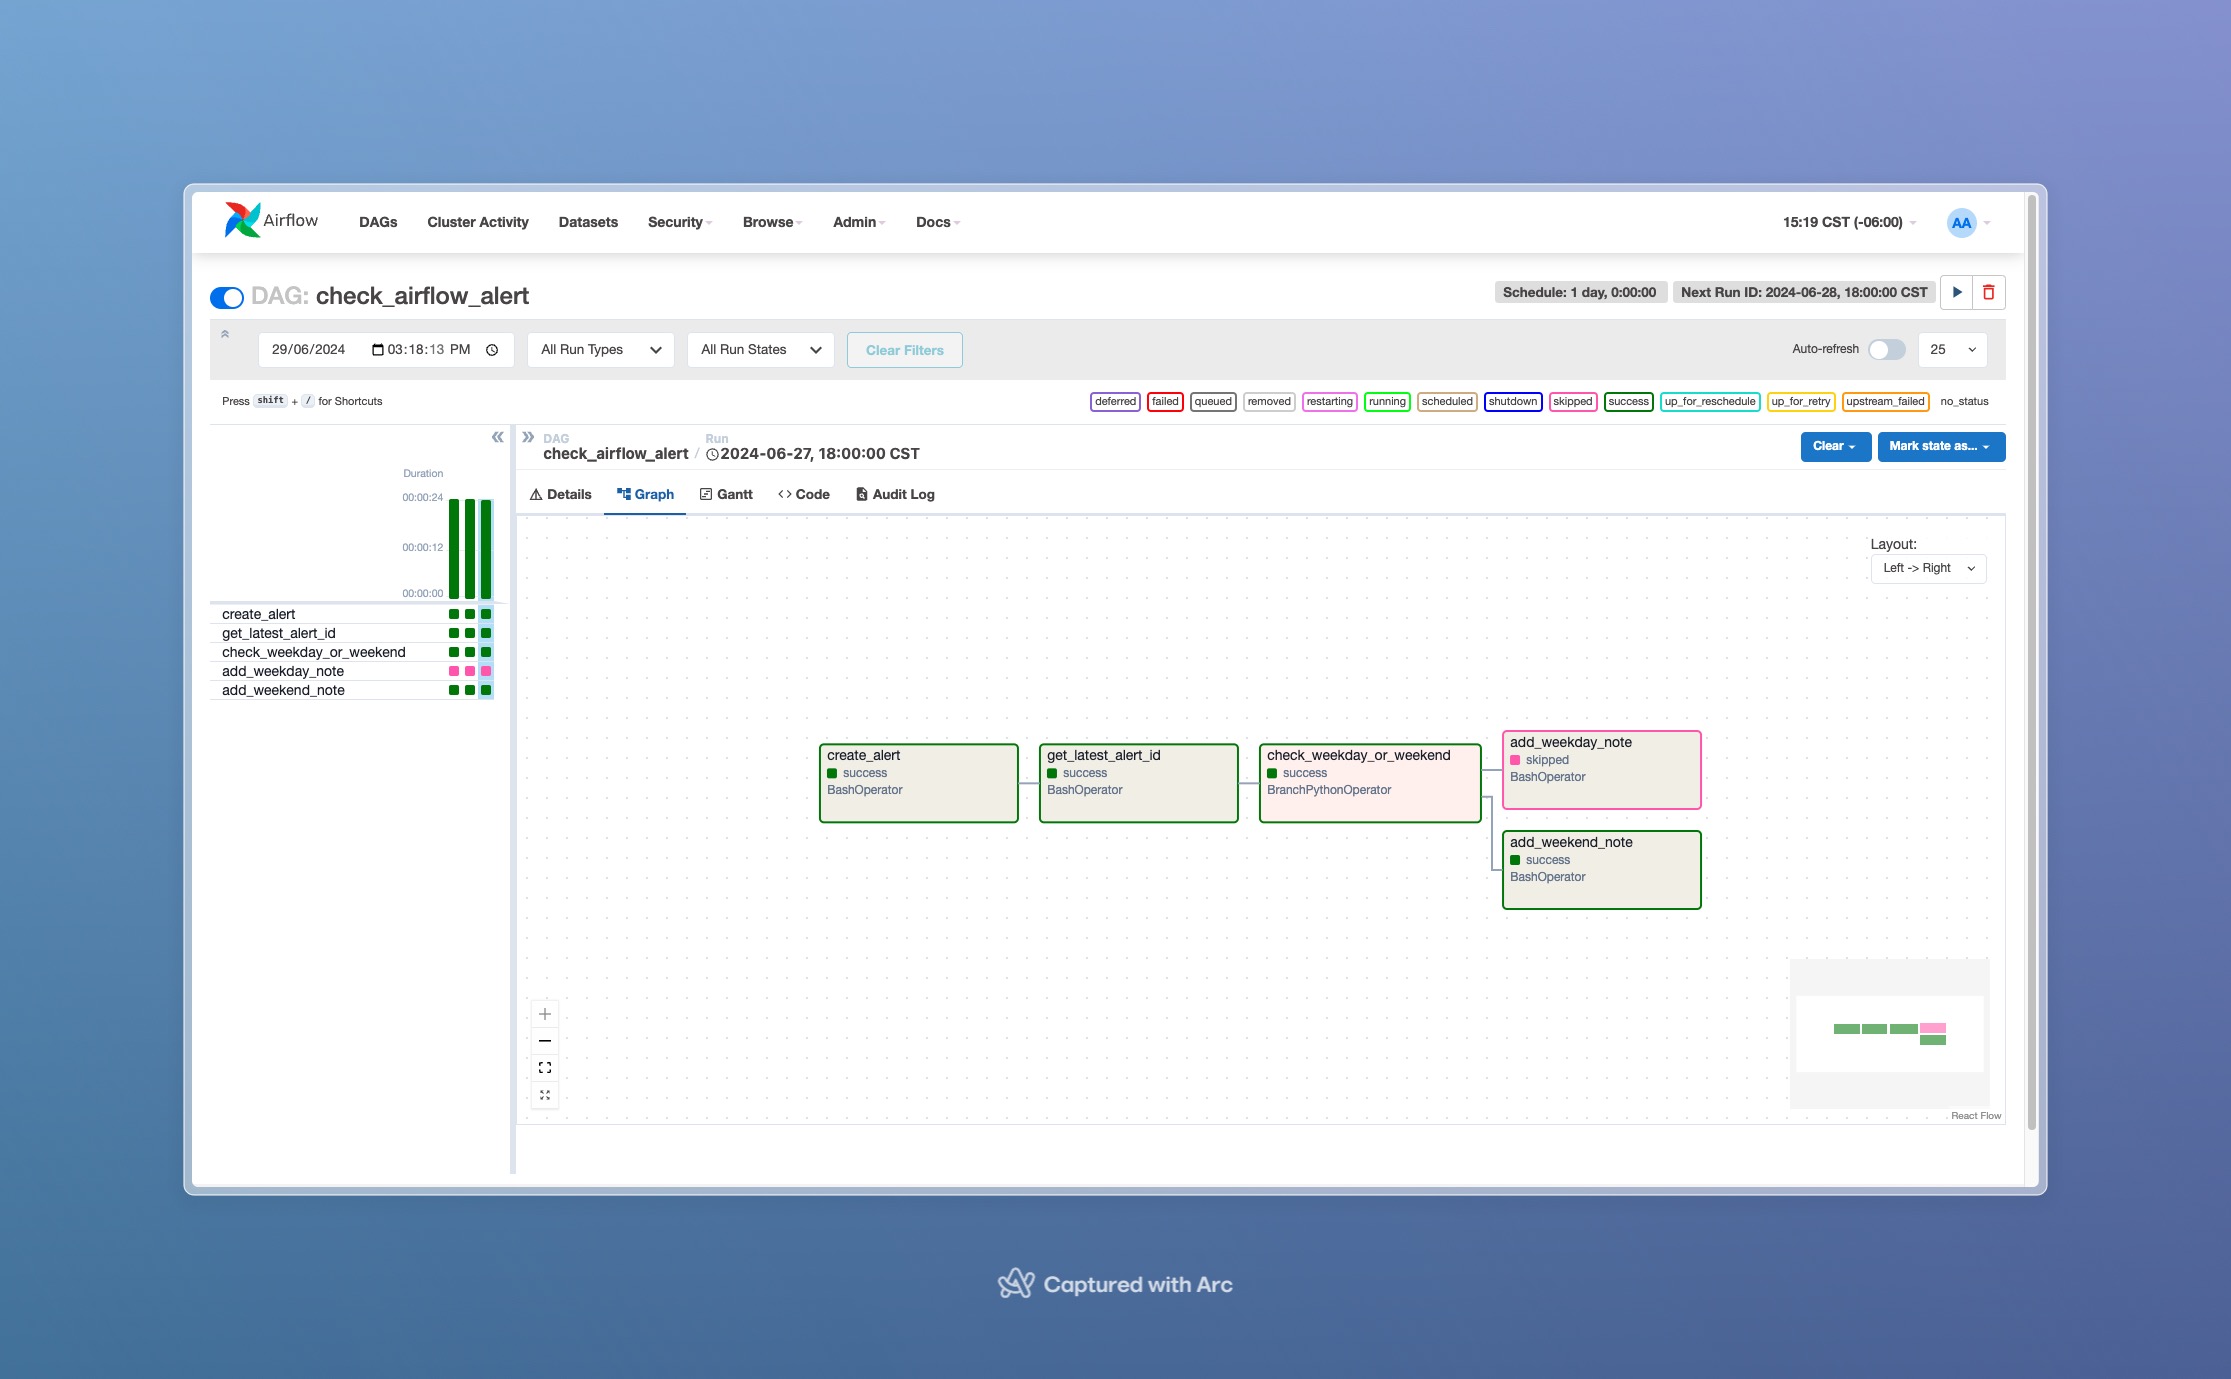 Airflow DAGs Cluster Activity Datasets Security Browse Admin Docs 15:19 CST (-06:00) AA
DAG: check_airflow_alert Schedule: 1 day, 0:00:00 Next Run ID: 2024-06-28, 18:00:00 CST
29/06/2024 03:18:13 PM All Run Types All Run States Clear Filters Auto-refresh 25
Press shift + / for Shortcuts deferred failed queued removed restarting running scheduled shutdown skipped success up_for_reschedule up_for_retry upstream_failed no_status
DAG Run
check_airflow_alert / 2024-06-27, 18:00:00 CST Clear Mark state as...
Details Graph Gantt Code Audit Log
Duration
00:00:24
00:00:12
00:00:00
create_alert
get_latest_alert_id
check_weekday_or_weekend
add_weekday_note
add_weekend_note
Layout:
Left -> Right
create_alert
success
BashOperator
get_latest_alert_id
success
BashOperator
check_weekday_or_weekend
success
BranchPythonOperator
add_weekday_note
skipped
BashOperator
add_weekend_note
success
BashOperator
React Flow
Captured with Arc